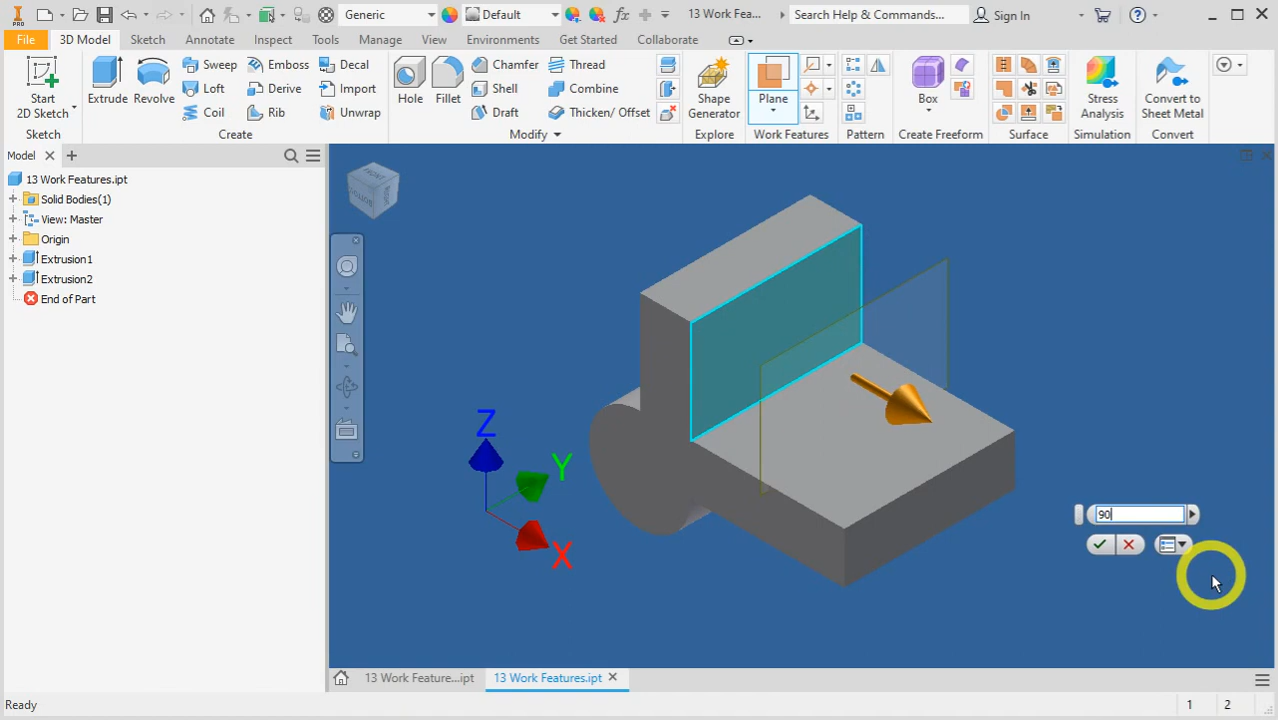 PRO
Generic
Default
fx
13 Work Fea...
Search Help & Commands...
Sign In
File
3D Model
Sketch
Annotate
Inspect
Tools
Manage
View
Environments
Get Started
Collaborate
Start
2D Sketch
Extrude
Revolve
Sweep
Loft
Coil
Emboss
Derive
Rib
Decal
Import
Unwrap
Hole
Fillet
Chamfer
Shell
Draft
Thread
Combine
Thicken/ Offset
Shape
Generator
Plane
Box
Stress
Analysis
Convert to
Sheet Metal
Sketch
Create
Modify
Explore
Work Features
Pattern
Create Freeform
Surface
Simulation
Convert
Model
13 Work Features.ipt
Solid Bodies(1)
View: Master
Origin
Extrusion1
Extrusion2
End of Part
FRONT
RIGHT
BOTTOM
Z
Y
X
90
13 Work Feature...ipt
13 Work Features.ipt
Ready
1
2